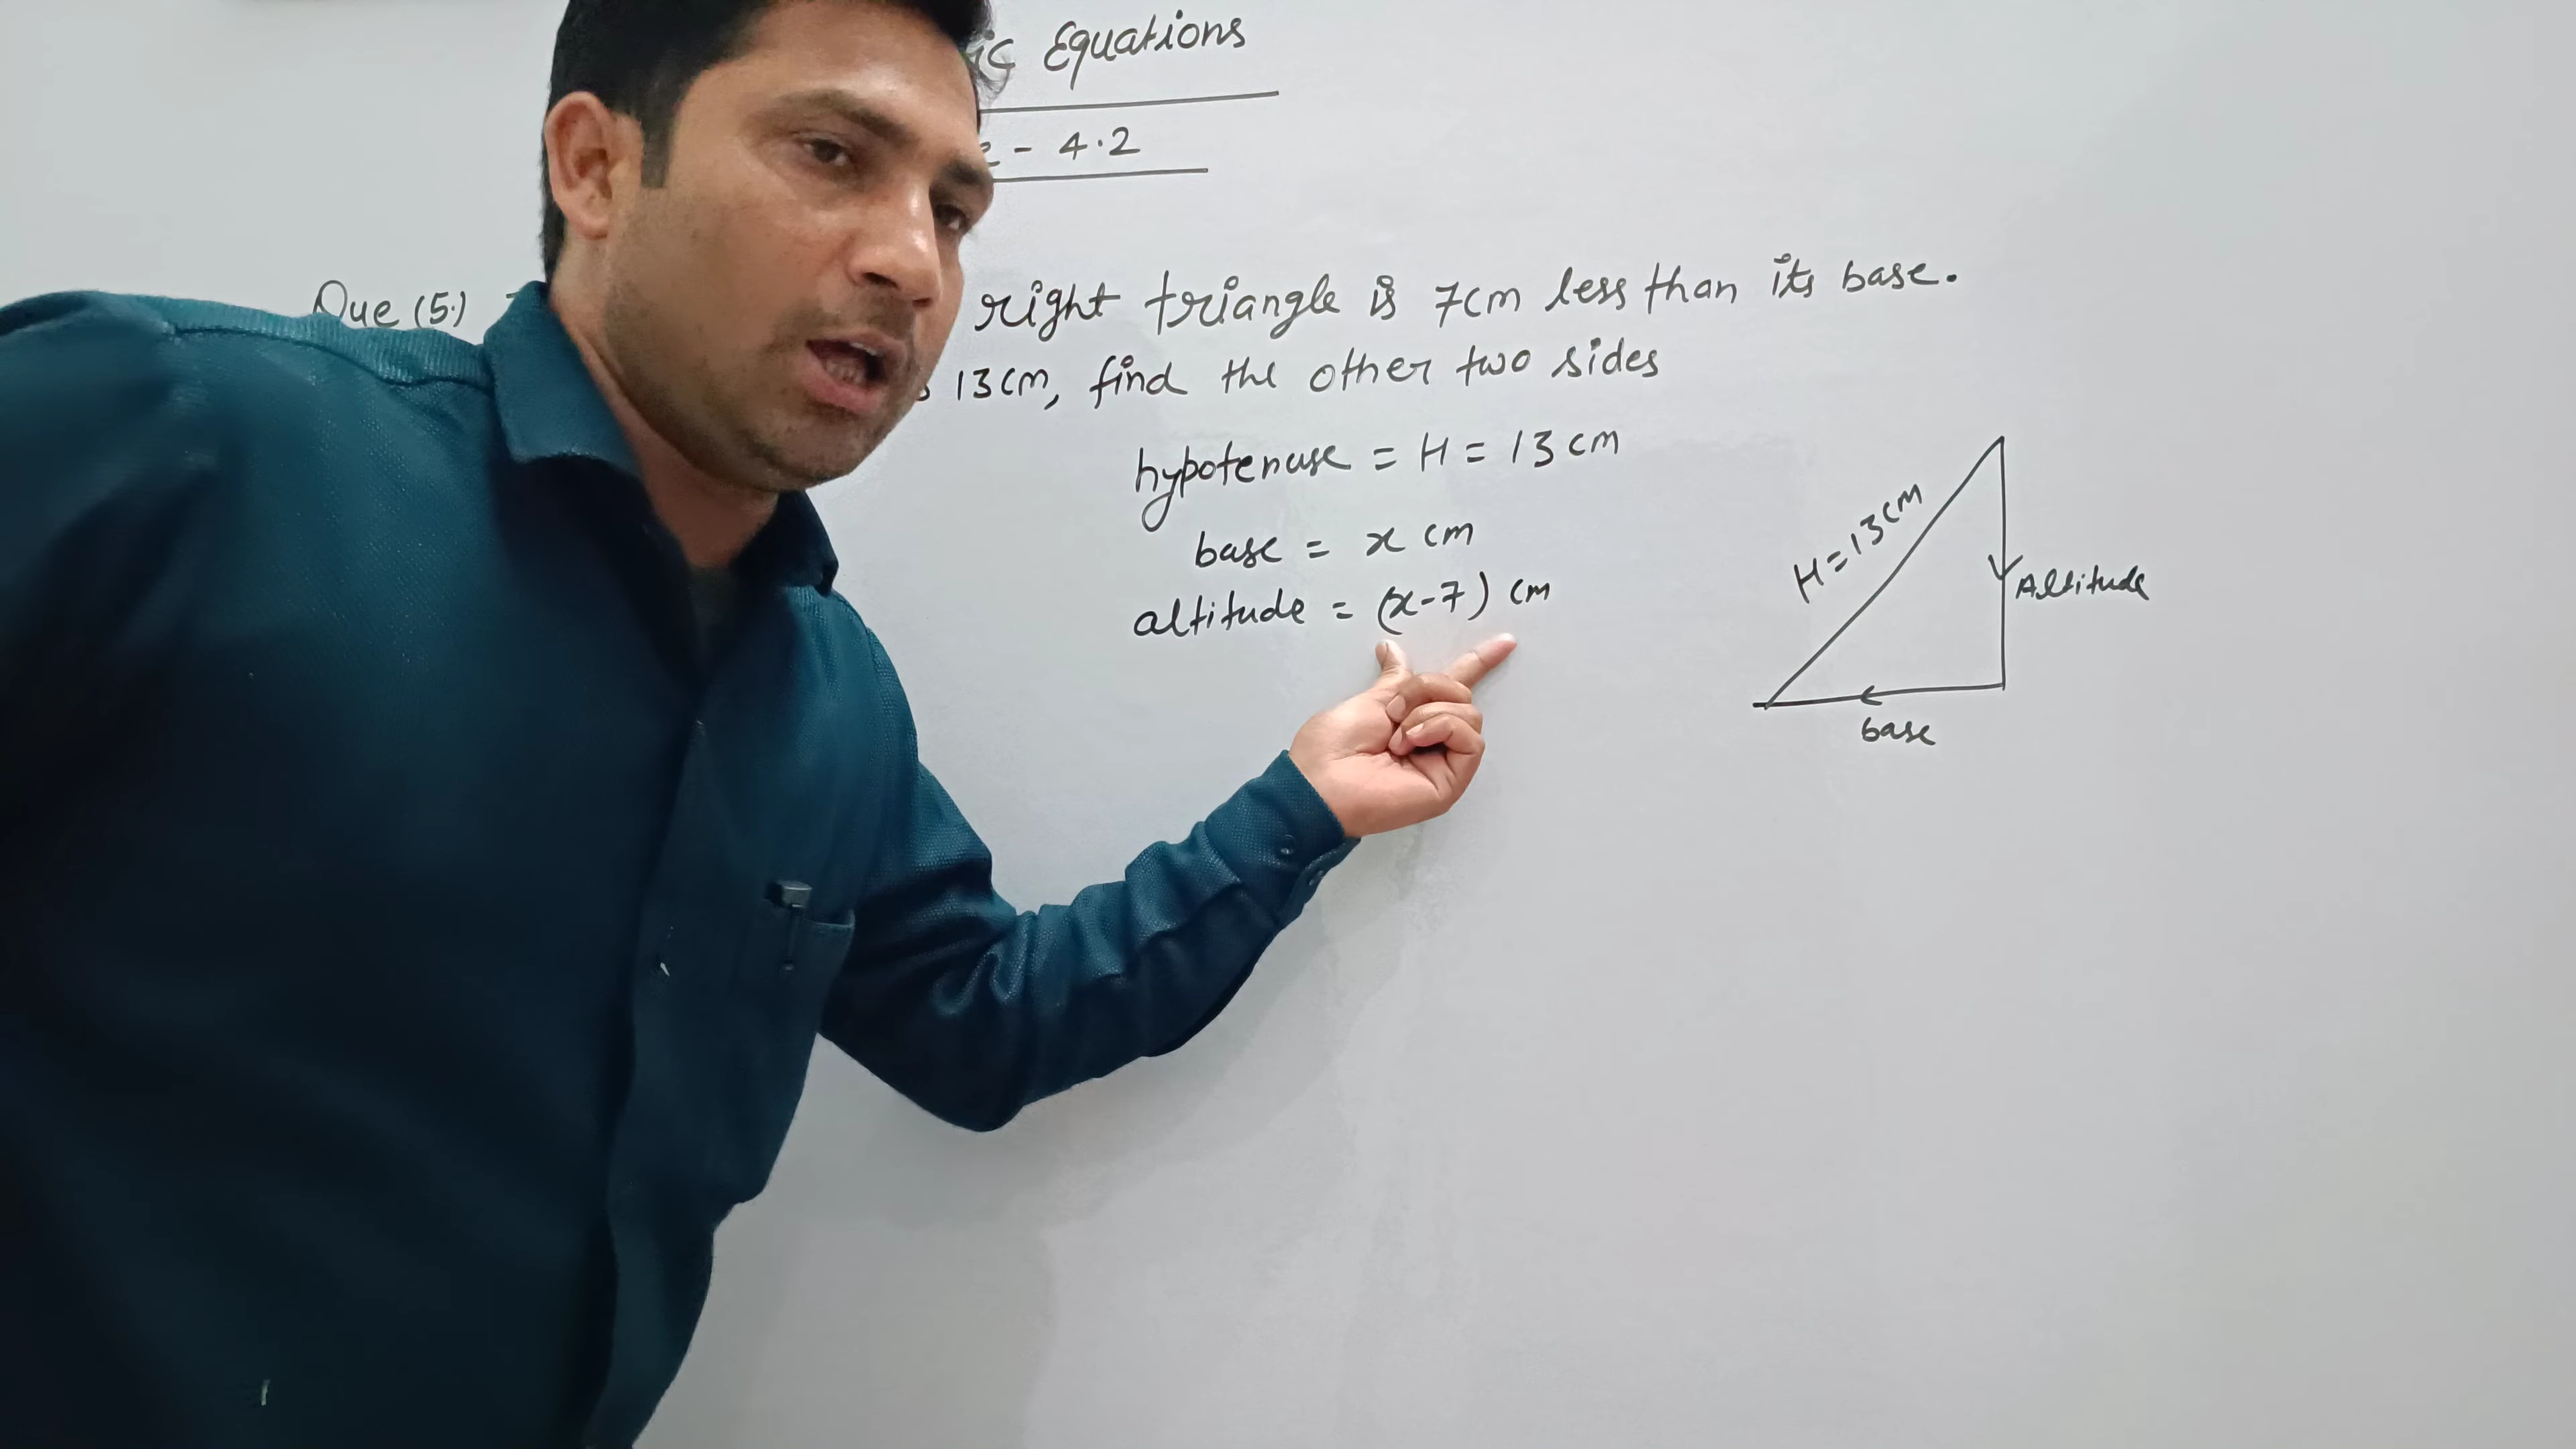 Equations
- 4.2
Que (5.) right triangle is 7cm less than its base.
13cm, find the other two sides
hypotenuse = H = 13 cm
base = x cm
altitude = (x-7) cm
H = 13cm
Altitude
base